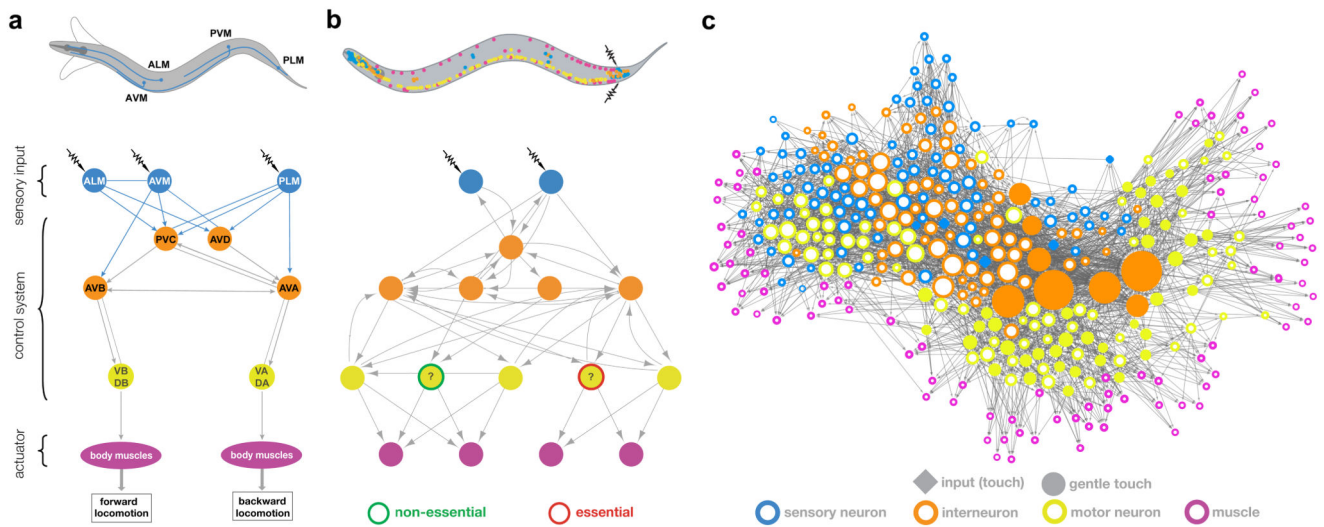 a
PVM
ALM
PLM
AVM
sensory input
ALM
AVM
PLM
control system
PVC
AVD
AVB
AVA
VB
DB
VA
DA
actuator
body muscles
body muscles
forward
locomotion
backward
locomotion
b
?
?
non-essential
essential
c
input (touch)
gentle touch
sensory neuron
interneuron
motor neuron
muscle